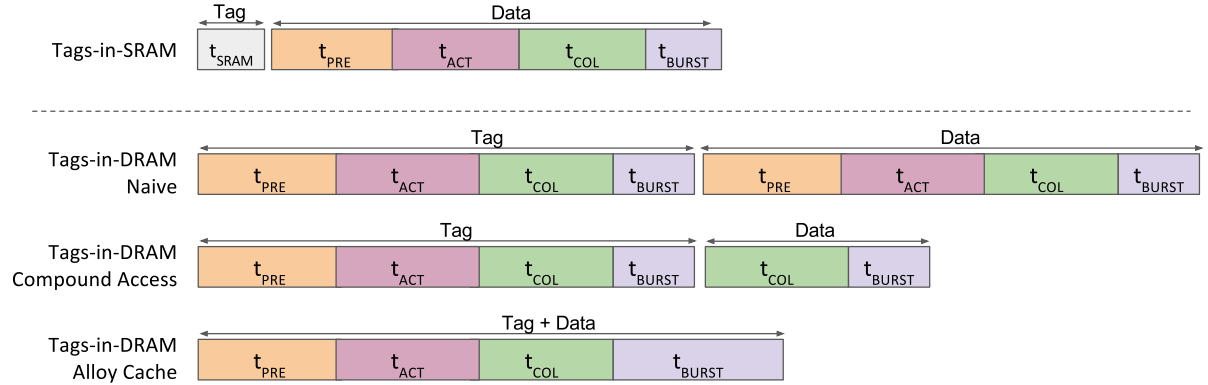 Tag Data
Tags-in-SRAM tSRAM tPRE tACT tCOL tBURST
Tag Data
Tags-in-DRAM
Naive
tPRE tACT tCOL tBURST tPRE tACT tCOL tBURST
Tag Data
Tags-in-DRAM
Compound Access
tPRE tACT tCOL tBURST tCOL tBURST
Tag + Data
Tags-in-DRAM
Alloy Cache
tPRE tACT tCOL tBURST